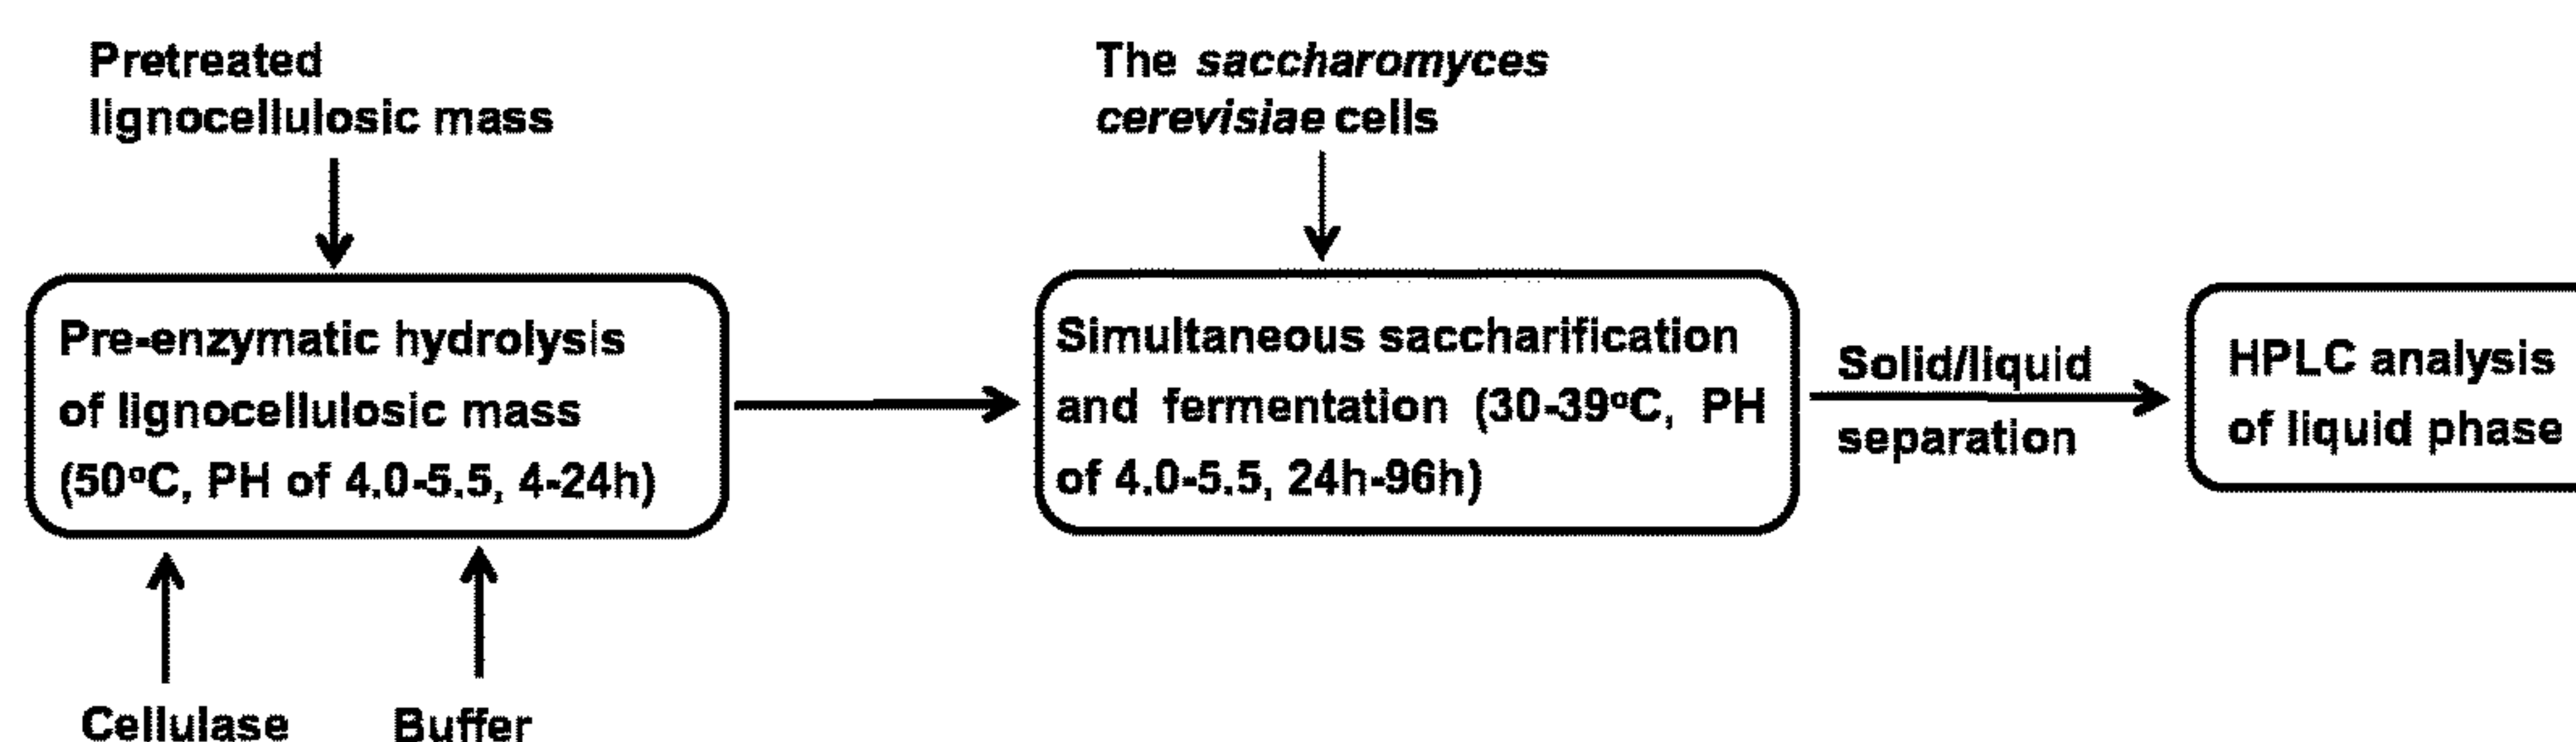 Pretreated
lignocellulosic mass
The saccharomyces
cerevisiae cells
Pre-enzymatic hydrolysis
of lignocellulosic mass
(50ºC, PH of 4.0-5.5, 4-24h)
Simultaneous saccharification
and fermentation (30-39ºC, PH
of 4.0-5.5, 24h-96h)
Solid/liquid
separation
HPLC analysis
of liquid phase
Cellulase
Buffer